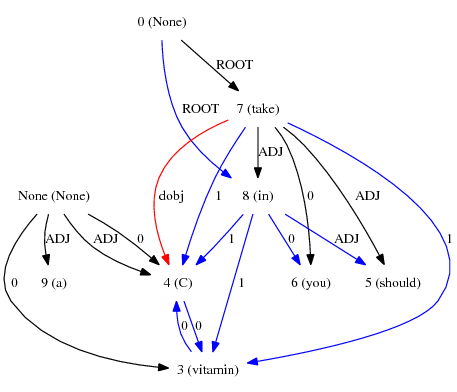 0 (None)
ROOT
ROOT 7 (take)
None (None) dobj 1 8 (in) ADJ 0 ADJ 1
ADJ ADJ 0 1 0 ADJ
0 9 (a) 4 (C) 1 6 (you) 5 (should)
0 0
3 (vitamin)